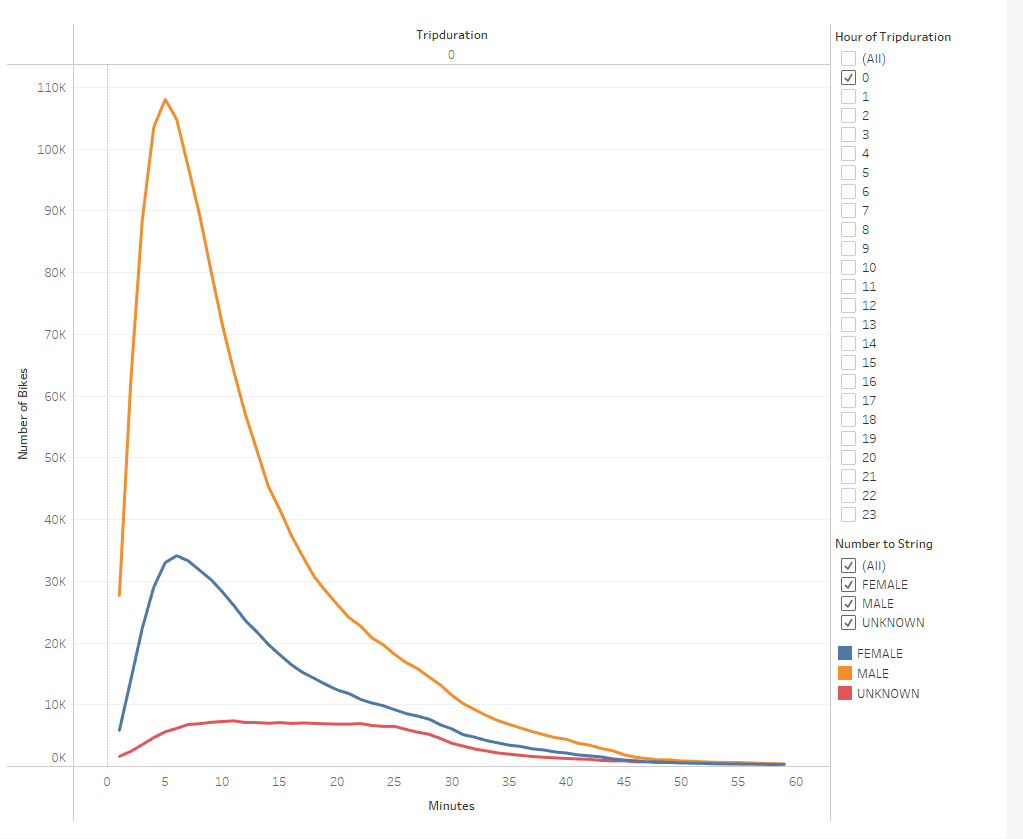 Tripduration
0
110K
100K
90K
80K
70K
60K
50K
40K
30K
20K
10K
0K
Number of Bikes
0 5 10 15 20 25 30 35 40 45 50 55 60
Minutes
Hour of Tripduration
(All)
0
1
2
3
4
5
6
7
8
9
10
11
12
13
14
15
16
17
18
19
20
21
22
23
Number to String
(All)
FEMALE
MALE
UNKNOWN
FEMALE
MALE
UNKNOWN